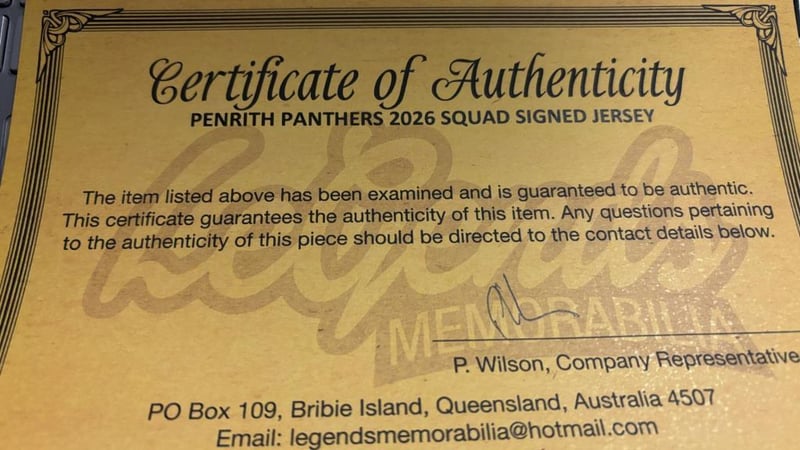 Certificate of Authenticity
PENRITH PANTHERS 2026 SQUAD SIGNED JERSEY
The item listed above has been examined and is guaranteed to be authentic.
This certificate guarantees the authenticity of this item. Any questions pertaining
to the authenticity of this piece should be directed to the contact details below.
Legends
MEMORABILIA
P. Wilson, Company Representative
PO Box 109, Bribie Island, Queensland, Australia 4507
Email: legendsmemorabilia@hotmail.com